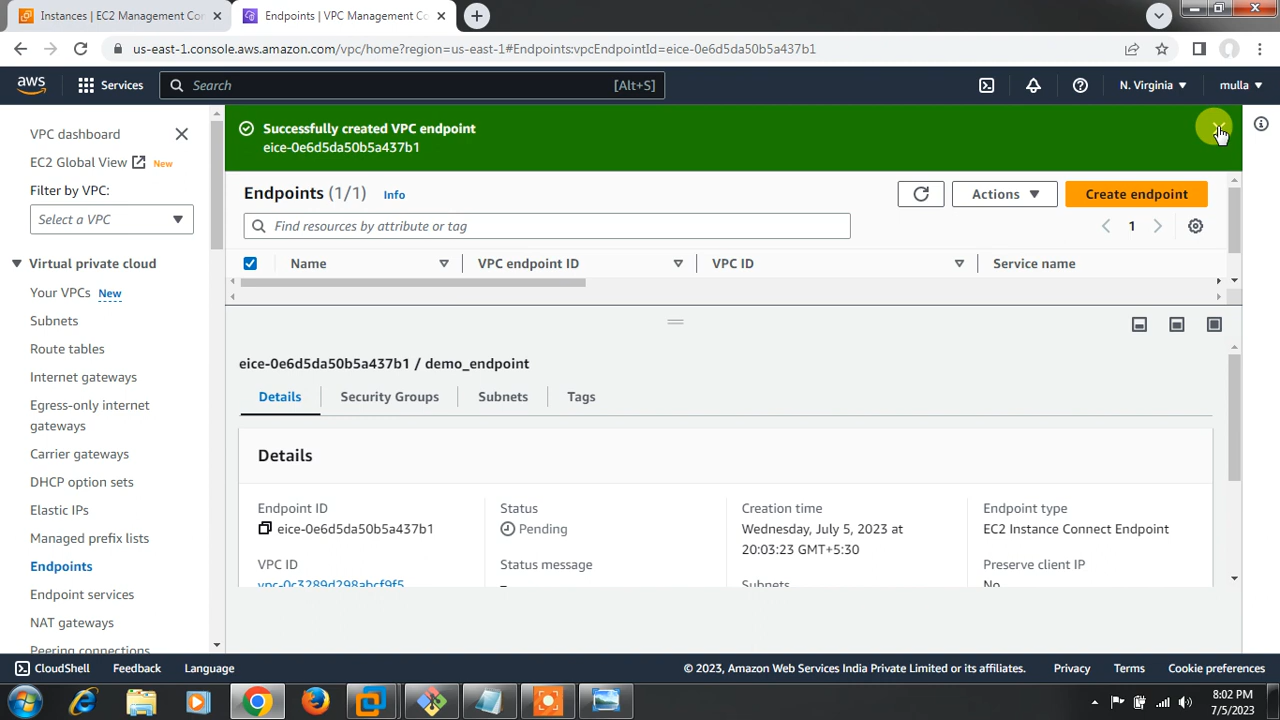 Instances | EC2 Management Con
Endpoints | VPC Management Co
us-east-1.console.aws.amazon.com/vpc/home?region=us-east-1#Endpoints:vpcEndpointId=eice-0e6d5da50b5a437b1
aws
Services
Search
[Alt+S]
N. Virginia
mulla
VPC dashboard
EC2 Global View
New
Filter by VPC:
Select a VPC
Virtual private cloud
Your VPCs New
Subnets
Route tables
Internet gateways
Egress-only internet
gateways
Carrier gateways
DHCP option sets
Elastic IPs
Managed prefix lists
Endpoints
Endpoint services
NAT gateways
Peering connections
Successfully created VPC endpoint
eice-0e6d5da50b5a437b1
Endpoints (1/1) Info
Actions
Create endpoint
Find resources by attribute or tag
1
Name
VPC endpoint ID
VPC ID
Service name
eice-0e6d5da50b5a437b1 / demo_endpoint
Details
Security Groups
Subnets
Tags
Details
Endpoint ID
eice-0e6d5da50b5a437b1
Status
Pending
Creation time
Wednesday, July 5, 2023 at
20:03:23 GMT+5:30
Endpoint type
EC2 Instance Connect Endpoint
VPC ID
vpc-0c3289d298abcf9f5
Status message
–
Subnets
Preserve client IP
No
CloudShell
Feedback
Language
© 2023, Amazon Web Services India Private Limited or its affiliates.
Privacy
Terms
Cookie preferences
8:02 PM
7/5/2023